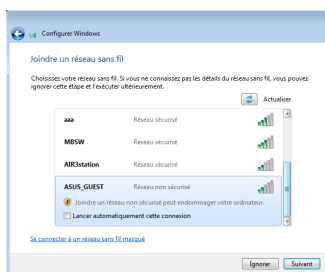 Configurer Windows
Joindre un réseau sans fil
Choisissez votre réseau sans fil. Si vous ne connaissez pas les détails du réseau sans fil, vous pouvez
ignorer cette étape et l'exécuter ultérieurement.
Actualiser
aaa Réseau sécurisé
MBSW Réseau sécurisé
AIR3station Réseau sécurisé
ASUS_GUEST Réseau non sécurisé
Joindre un réseau non sécurisé peut endommager votre ordinateur.
Lancer automatiquement cette connexion
Se connecter à un réseau sans fil masqué
Ignorer Suivant